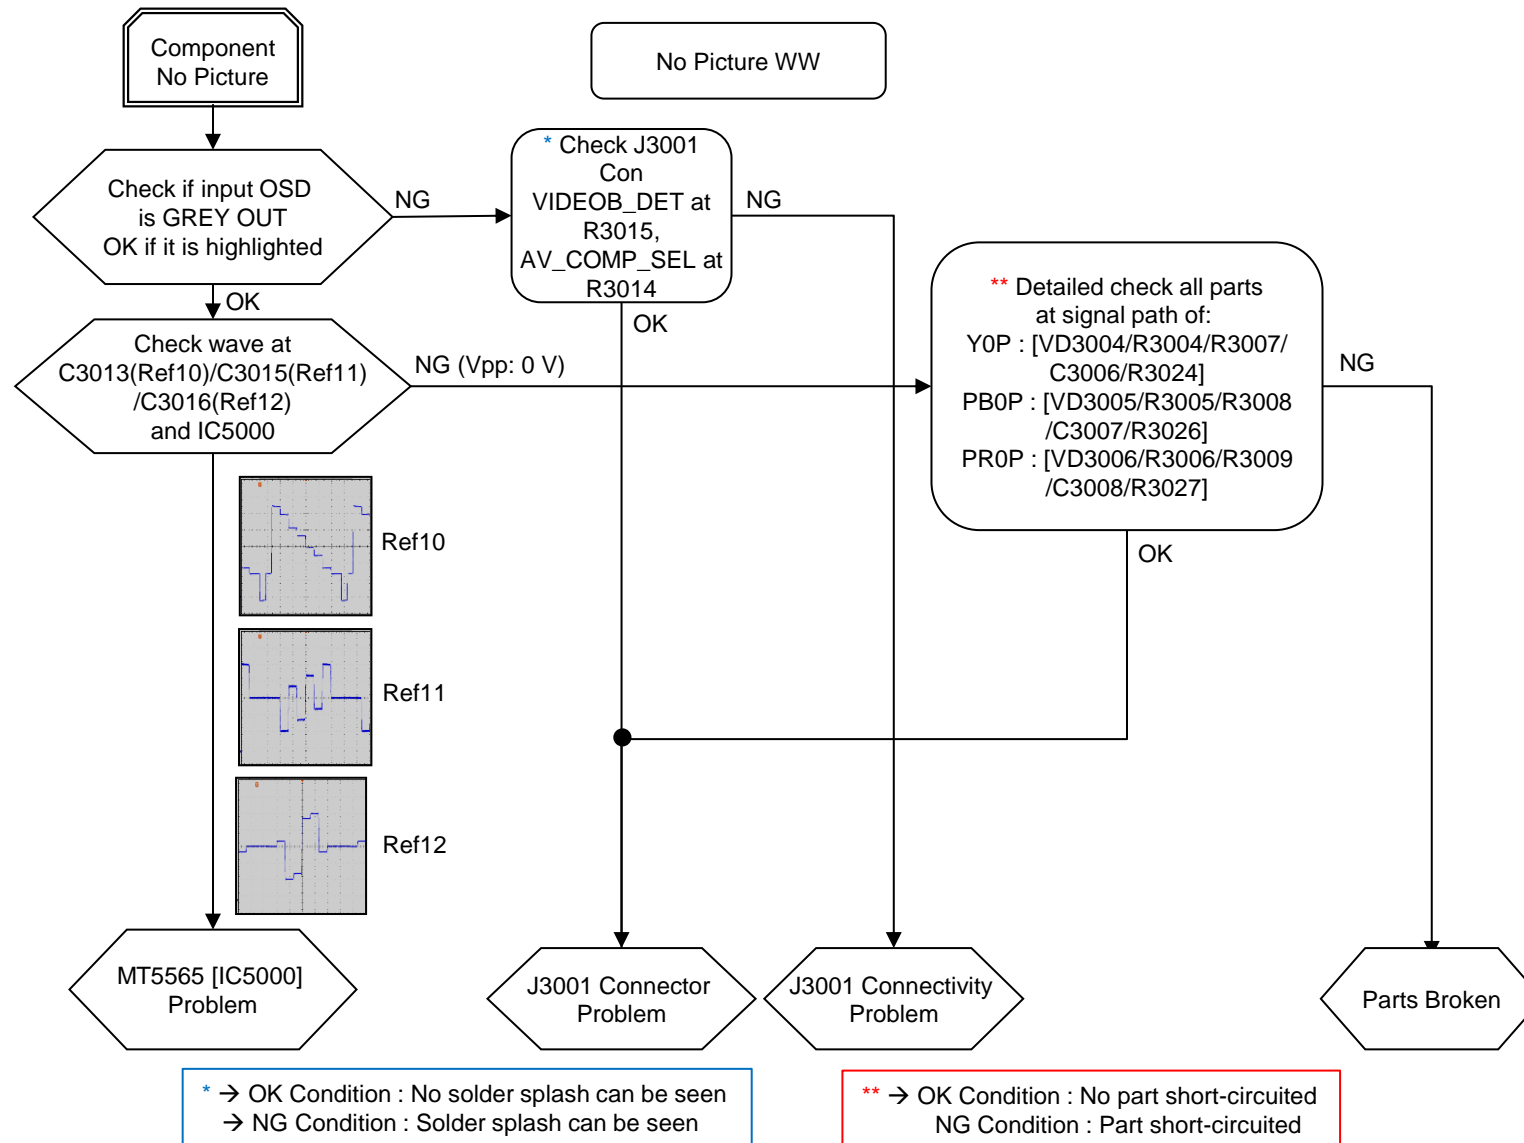 Component
No Picture
No Picture WW
Check if input OSD
is GREY OUT
OK if it is highlighted
NG
* Check J3001
Con
VIDEOB_DET at
R3015,
AV_COMP_SEL at
R3014
NG
OK
OK
Check wave at
C3013(Ref10)/C3015(Ref11)
/C3016(Ref12)
and IC5000
NG (Vpp: 0 V)
** Detailed check all parts
at signal path of:
Y0P : [VD3004/R3004/R3007/
C3006/R3024]
PB0P : [VD3005/R3005/R3008
/C3007/R3026]
PR0P : [VD3006/R3006/R3009
/C3008/R3027]
NG
OK
Ref10
Ref11
Ref12
MT5565 [IC5000]
Problem
J3001 Connector
Problem
J3001 Connectivity
Problem
Parts Broken
* → OK Condition : No solder splash can be seen
→ NG Condition : Solder splash can be seen
** → OK Condition : No part short-circuited
NG Condition : Part short-circuited